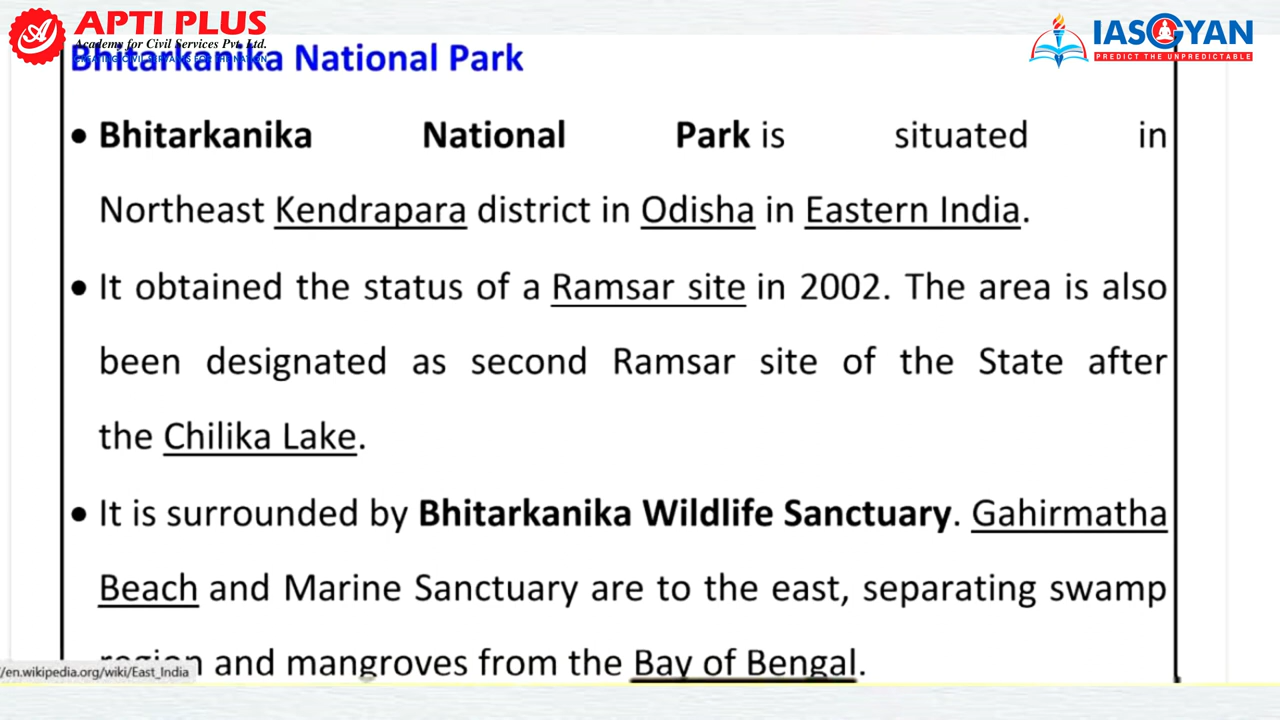 APTI PLUS
Academy for Civil Services Pvt. Ltd.
IASGYAN
PREDICT THE UNPREDICTABLE
Bhitarkanika National Park
• Bhitarkanika National Park is situated in
Northeast Kendrapara district in Odisha in Eastern India.
• It obtained the status of a Ramsar site in 2002. The area is also
been designated as second Ramsar site of the State after
the Chilika Lake.
• It is surrounded by Bhitarkanika Wildlife Sanctuary. Gahirmatha
Beach and Marine Sanctuary are to the east, separating swamp
region and mangroves from the Bay of Bengal.
/en.wikipedia.org/wiki/East_India